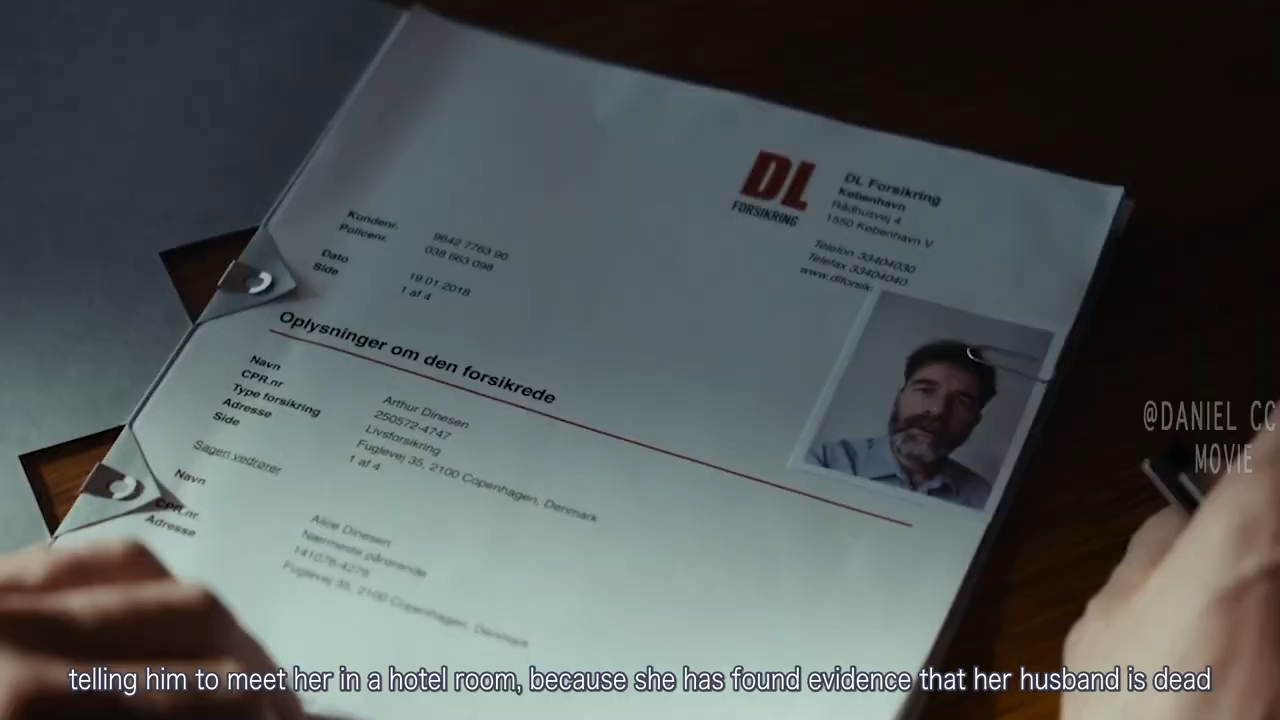 DL
FORSIKRING
DL Forsikring
København
Rådhusvej 4
1550 København V
Telefon 33404030
Telefax 33404040
www.dlforsik
Kundenr. 9642 7763 90
Policenr. 038 663 098
Dato 19.01.2018
Side 1 af 4
Oplysninger om den forsikrede
Navn Arthur Dinesen
CPR.nr 250572-4747
Type forsikring Livsforsikring
Adresse Fuglevej 35, 2100 Copenhagen, Denmark
Side 1 af 4
Sagen vedrører
Navn Alice Dinesen
Nærmeste pårørende
CPR.nr 141076-4276
Adresse Fuglevej 35, 2100 Copenhagen, Denmark
@DANIEL CC
MOVIE
telling him to meet her in a hotel room, because she has found evidence that her husband is dead